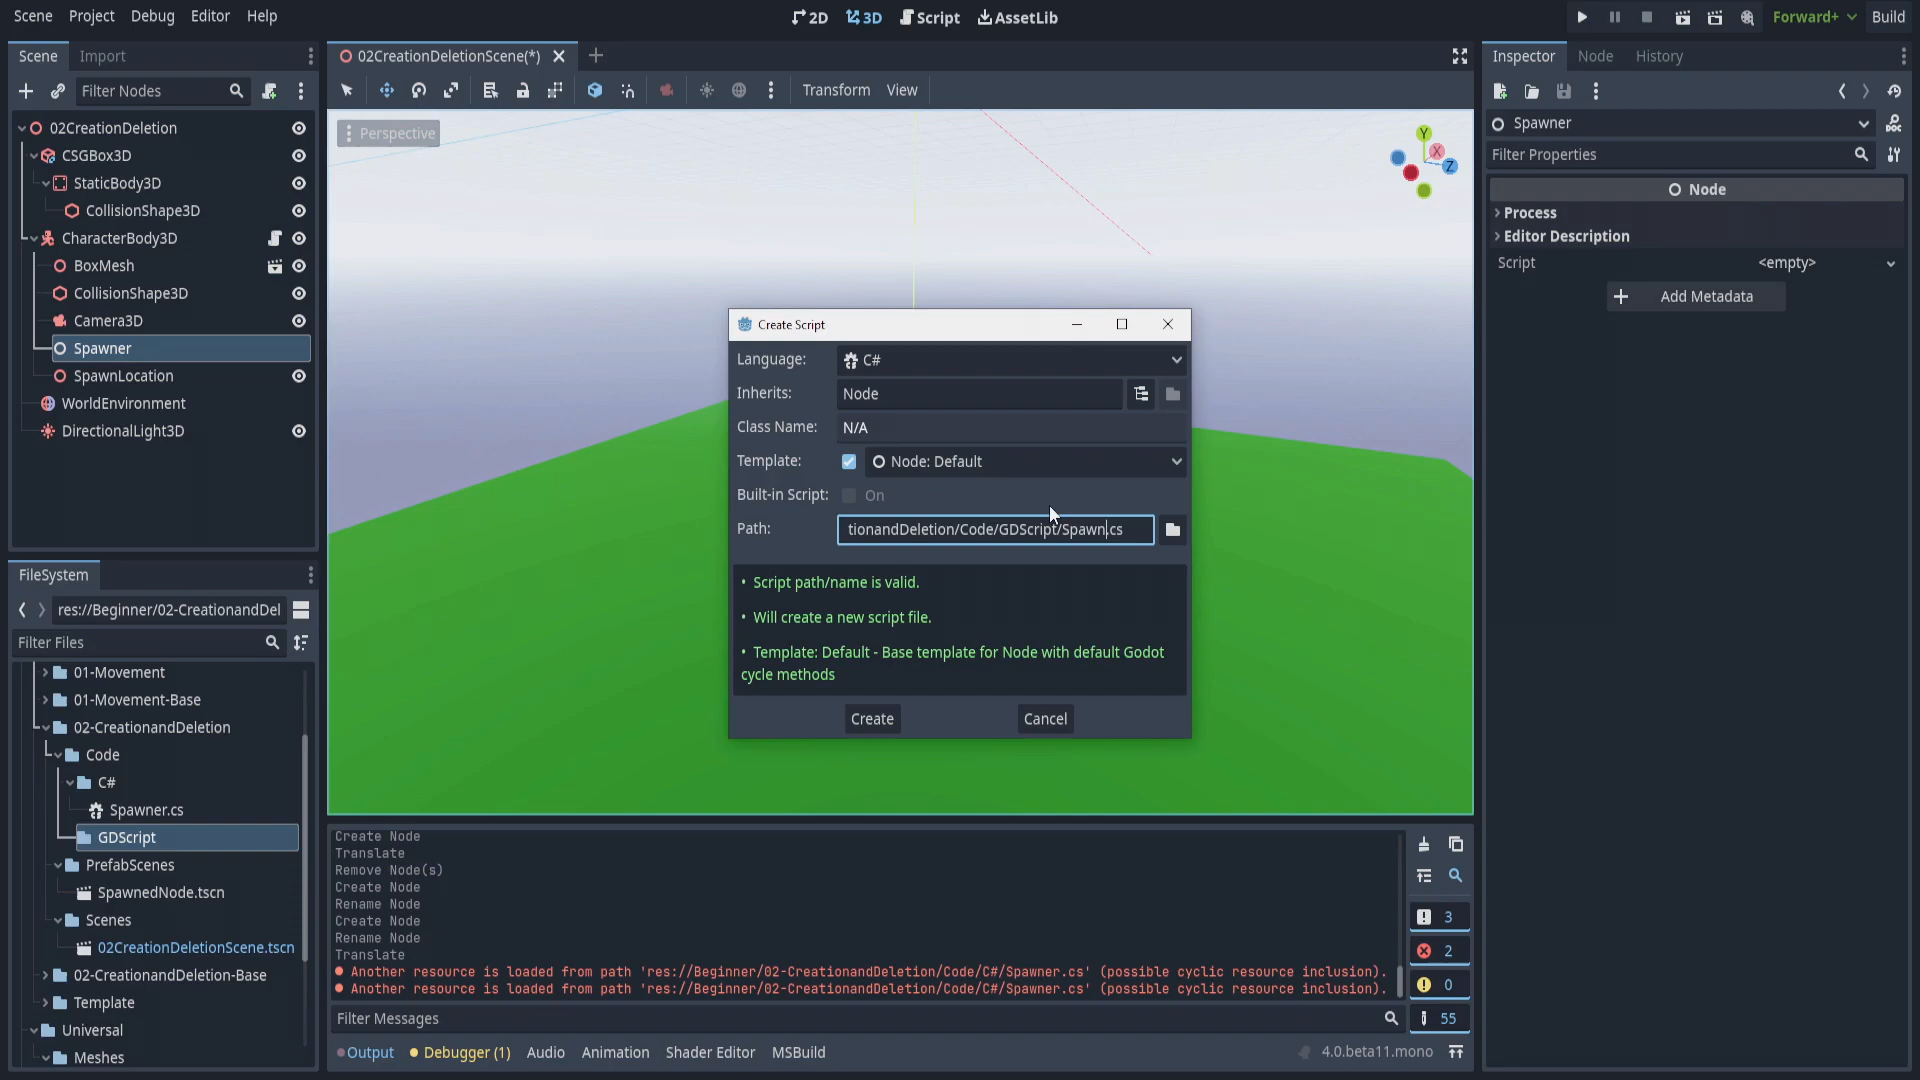 Scene Project Debug Editor Help
2D 3D Script AssetLib
Forward+ Build
Scene Import
Filter Nodes
02CreationDeletion
CSGBox3D
StaticBody3D
CollisionShape3D
CharacterBody3D
BoxMesh
CollisionShape3D
Camera3D
Spawner
SpawnLocation
WorldEnvironment
DirectionalLight3D
FileSystem
res://Beginner/02-CreationandDel
Filter Files
01-Movement
01-Movement-Base
02-CreationandDeletion
Code
C#
Spawner.cs
GDScript
PrefabScenes
SpawnedNode.tscn
Scenes
02CreationDeletionScene.tscn
02-CreationandDeletion-Base
Template
Universal
Meshes
02CreationDeletionScene(*)
Transform View
Perspective
Y
X
Z
Create Script
Language: C#
Inherits: Node
Class Name: N/A
Template: Node: Default
Built-in Script: On
Path: tionandDeletion/Code/GDScript/Spawn.cs
• Script path/name is valid.
• Will create a new script file.
• Template: Default - Base template for Node with default Godot
cycle methods
Create Cancel
Create Node
Translate
Remove Node(s)
Create Node
Rename Node
Create Node
Rename Node
Translate
Another resource is loaded from path 'res://Beginner/02-CreationandDeletion/Code/C#/Spawner.cs' (possible cyclic resource inclusion).
Another resource is loaded from path 'res://Beginner/02-CreationandDeletion/Code/C#/Spawner.cs' (possible cyclic resource inclusion).
3
2
0
55
Filter Messages
Output Debugger (1) Audio Animation Shader Editor MSBuild
4.0.beta11.mono
Inspector Node History
Spawner
Filter Properties
Node
Process
Editor Description
Script <empty>
Add Metadata